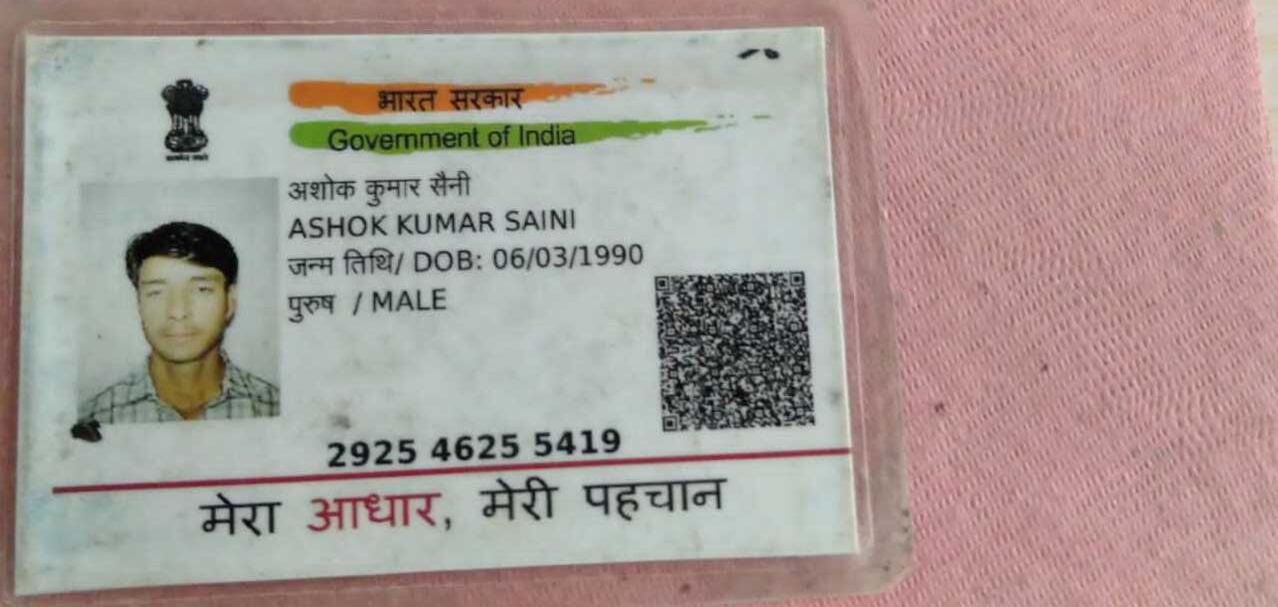 भारत सरकार
Government of India
अशोक कुमार सैनी
ASHOK KUMAR SAINI
जन्म तिथि/ DOB: 06/03/1990
पुरुष / MALE
2925 4625 5419
मेरा आधार, मेरी पहचान